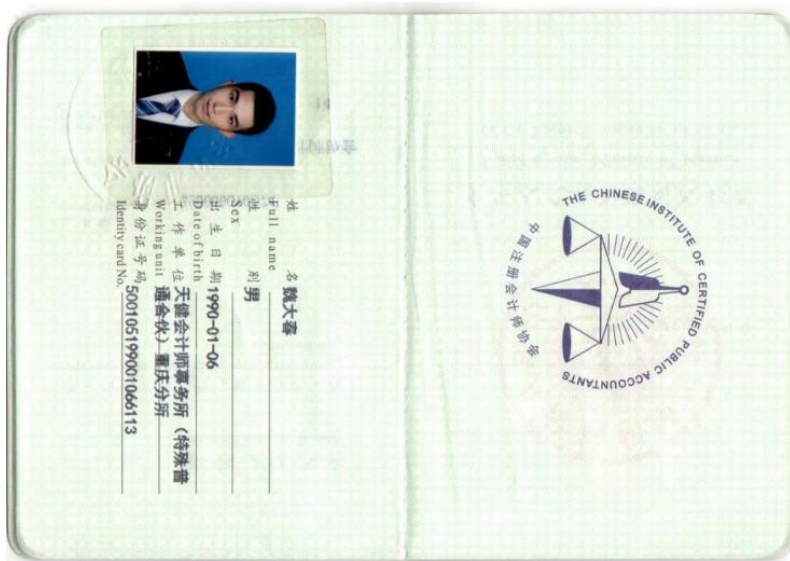 姓名 魏大春
Full name
性别 男
Sex
出生日期 1990-01-06
Date of birth
工作单位 天健会计师事务所（特殊普
Working unit 通合伙）重庆分所
身份证号码 500105199001066113
Identity card No.
THE CHINESE INSTITUTE OF CERTIFIED PUBLIC ACCOUNTANTS
中国注册会计师协会